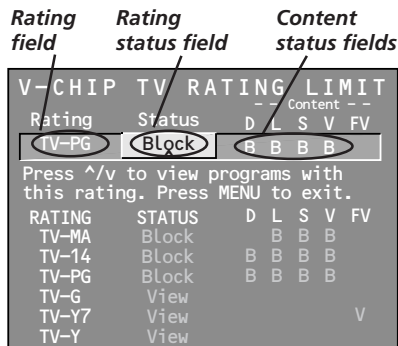 Rating field
Rating status field
Content status fields
V-CHIP TV RATING LIMIT
– – Content – –
Rating Status D L S V FV
TV-PG Block B B B B
Press ^/v to view programs with
this rating. Press MENU to exit.
RATING STATUS D L S V FV
TV-MA Block B B B
TV-14 Block B B B B
TV-PG Block B B B B
TV-G View
TV-Y7 View V
TV-Y View